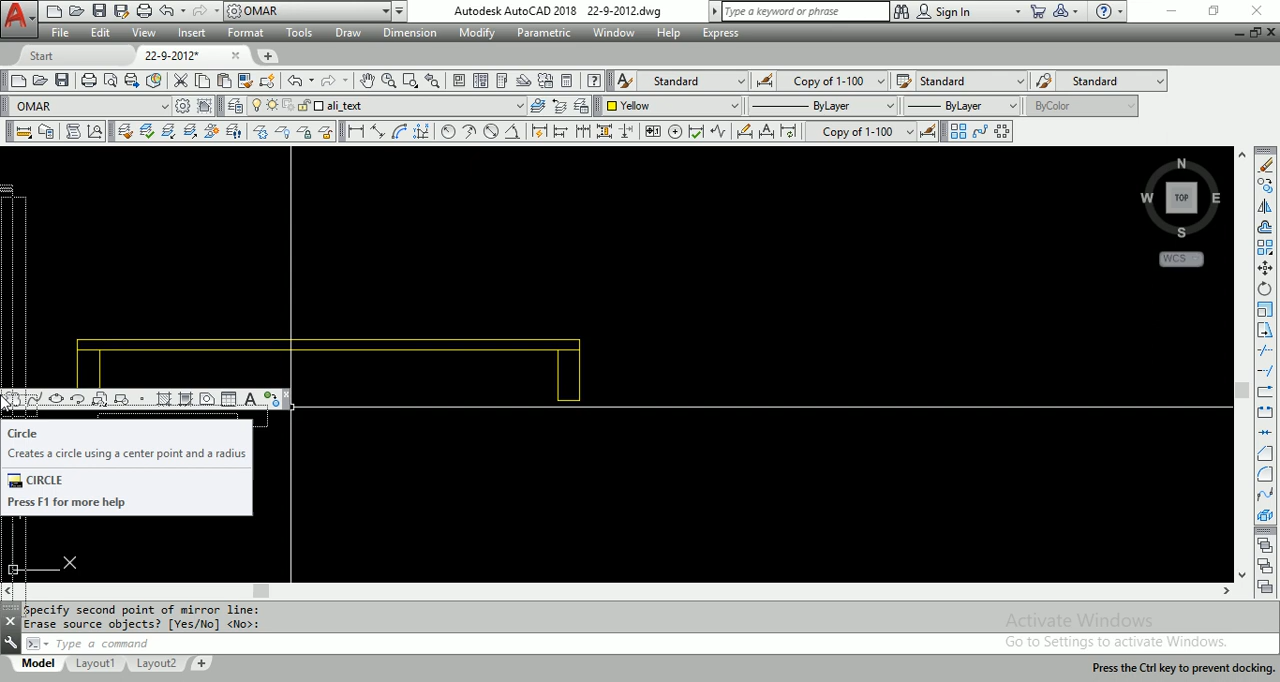 OMAR
Autodesk AutoCAD 2018 22-9-2012.dwg
Type a keyword or phrase
Sign In
File Edit View Insert Format Tools Draw Dimension Modify Parametric Window Help Express
Start 22-9-2012*
Standard Copy of 1-100 Standard Standard
OMAR ali_text Yellow ByLayer ByLayer ByColor
Copy of 1-100
N
W TOP E
S
WCS
Circle
Creates a circle using a center point and a radius
CIRCLE
Press F1 for more help
Specify second point of mirror line:
Erase source objects? [Yes/No] <No>:
Type a command
Activate Windows
Go to Settings to activate Windows.
Model Layout1 Layout2
Press the Ctrl key to prevent docking.